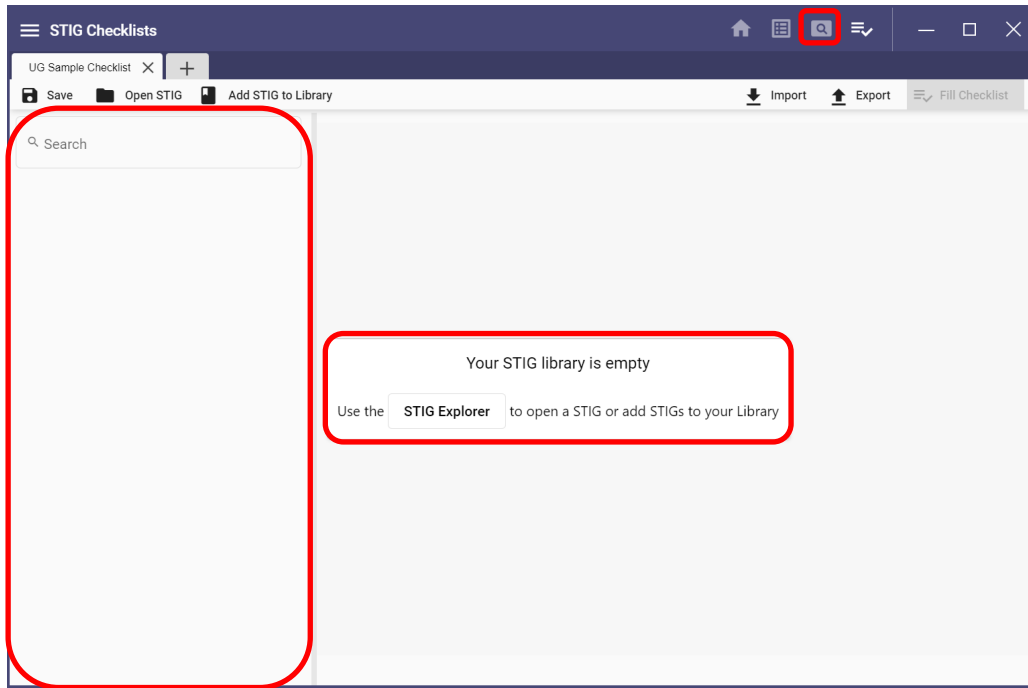 STIG Checklists
UG Sample Checklist
Save Open STIG Add STIG to Library Import Export Fill Checklist
Search
Your STIG library is empty
Use the STIG Explorer to open a STIG or add STIGs to your Library